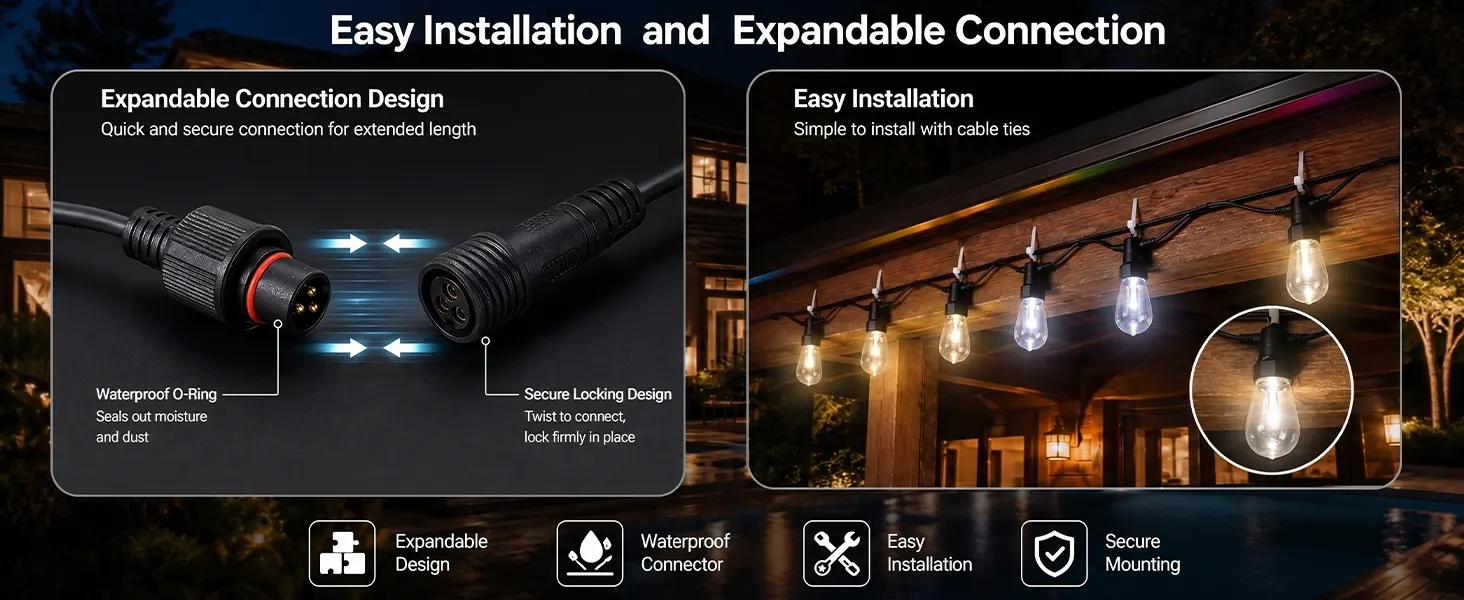 Easy Installation and Expandable Connection
Expandable Connection Design
Quick and secure connection for extended length
Waterproof O-Ring
Seals out moisture
and dust
Secure Locking Design
Twist to connect,
lock firmly in place
Easy Installation
Simple to install with cable ties
Expandable
Design
Waterproof
Connector
Easy
Installation
Secure
Mounting